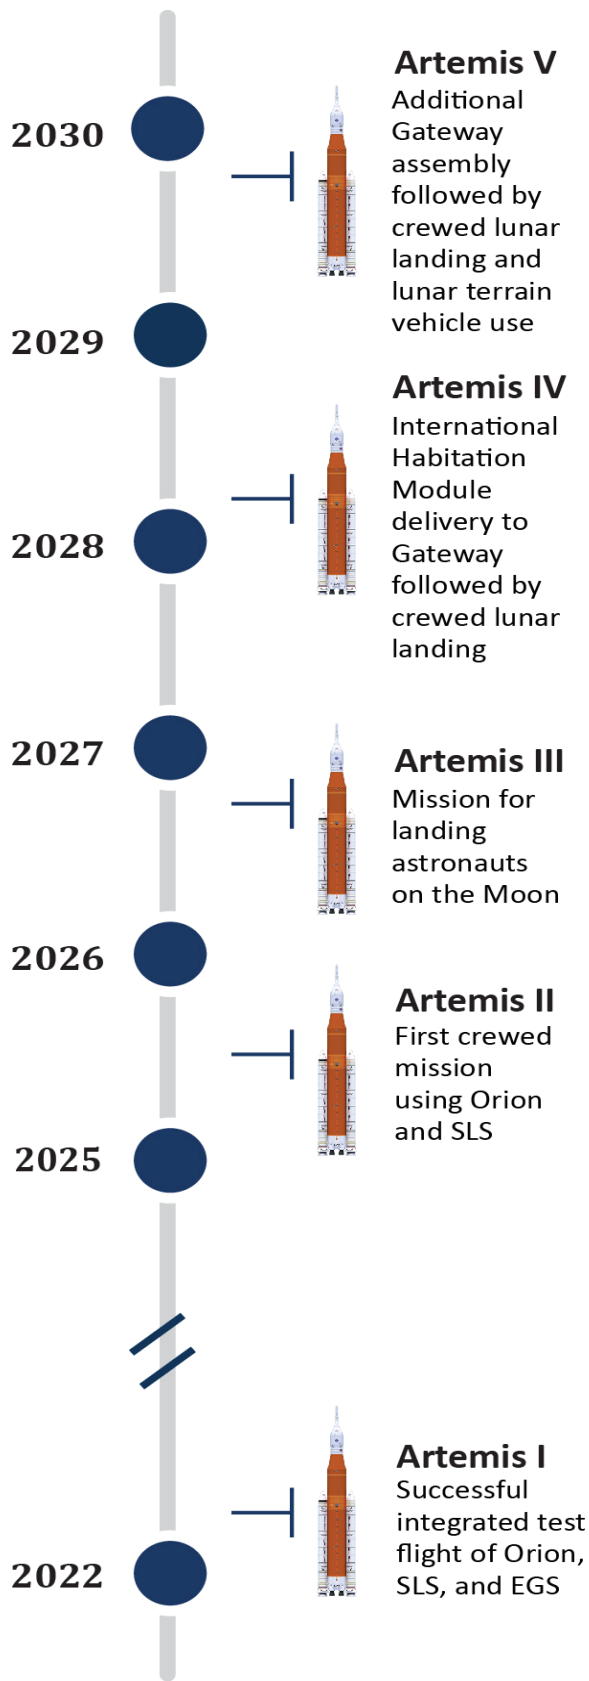 2030
Artemis V
Additional
Gateway
assembly
followed by
crewed lunar
landing and
lunar terrain
vehicle use
2029
Artemis IV
International
Habitation
Module
delivery to
Gateway
followed by
crewed lunar
landing
2028
2027
Artemis III
Mission for
landing
astronauts
on the Moon
2026
Artemis II
First crewed
mission
using Orion
and SLS
2025
Artemis I
Successful
integrated test
flight of Orion,
SLS, and EGS
2022